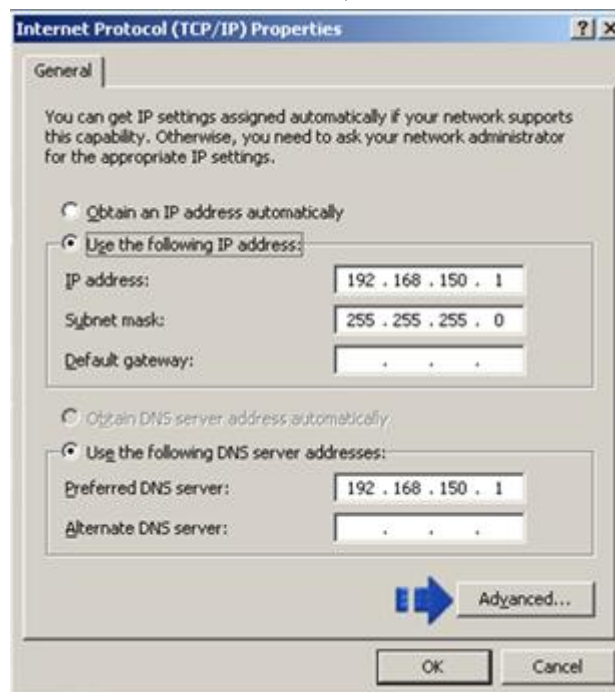 Internet Protocol (TCP/IP) Properties
General
You can get IP settings assigned automatically if your network supports
this capability. Otherwise, you need to ask your network administrator
for the appropriate IP settings.
Obtain an IP address automatically
Use the following IP address:
IP address: 192 . 168 . 150 . 1
Subnet mask: 255 . 255 . 255 . 0
Default gateway: . . .
Obtain DNS server address automatically
Use the following DNS server addresses:
Preferred DNS server: 192 . 168 . 150 . 1
Alternate DNS server: . . .
Advanced...
OK Cancel